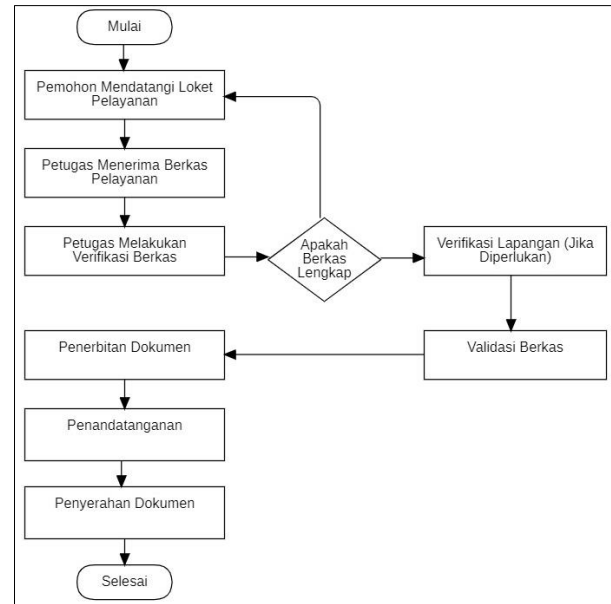 Mulai
Pemohon Mendatangi Loket
Pelayanan
Petugas Menerima Berkas
Pelayanan
Petugas Melakukan
Verifikasi Berkas
Apakah
Berkas
Lengkap
Verifikasi Lapangan (Jika
Diperlukan)
Validasi Berkas
Penerbitan Dokumen
Penandatanganan
Penyerahan Dokumen
Selesai